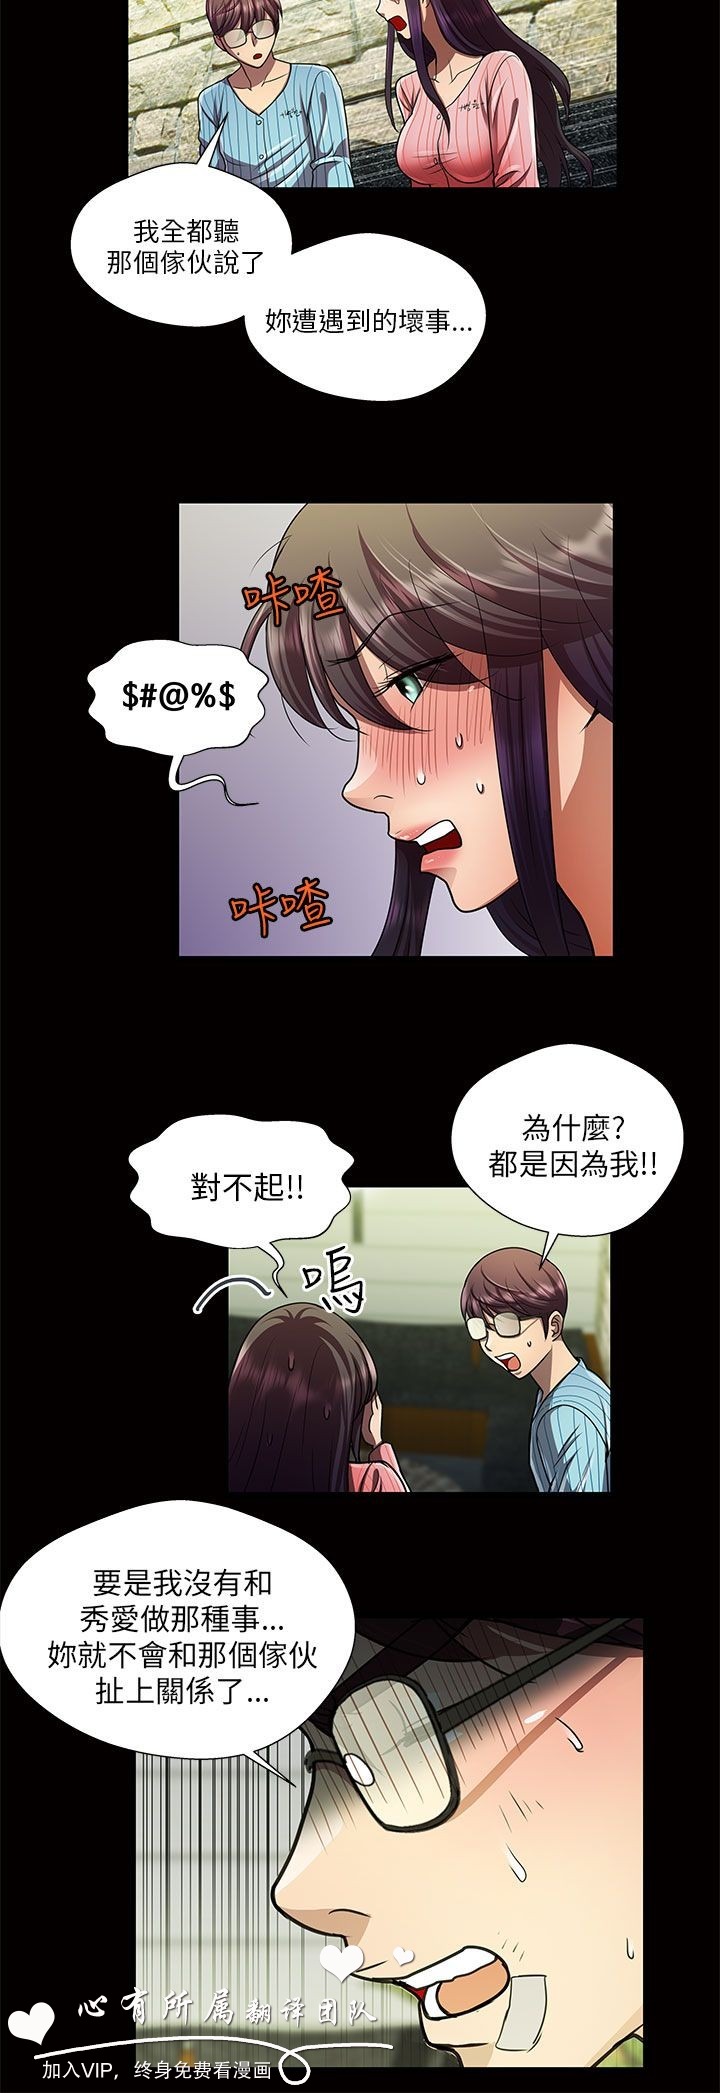 我全都聽
那個傢伙說了
妳遭遇到的壞事...
咔喳
$#@%$
咔喳
為什麼?
都是因為我!!
對不起!!
嗚
要是我沒有和
秀愛做那種事...
妳就不會和那個傢伙
扯上關係了...
心有所属翻译团队
加入VIP，终身免费看漫画